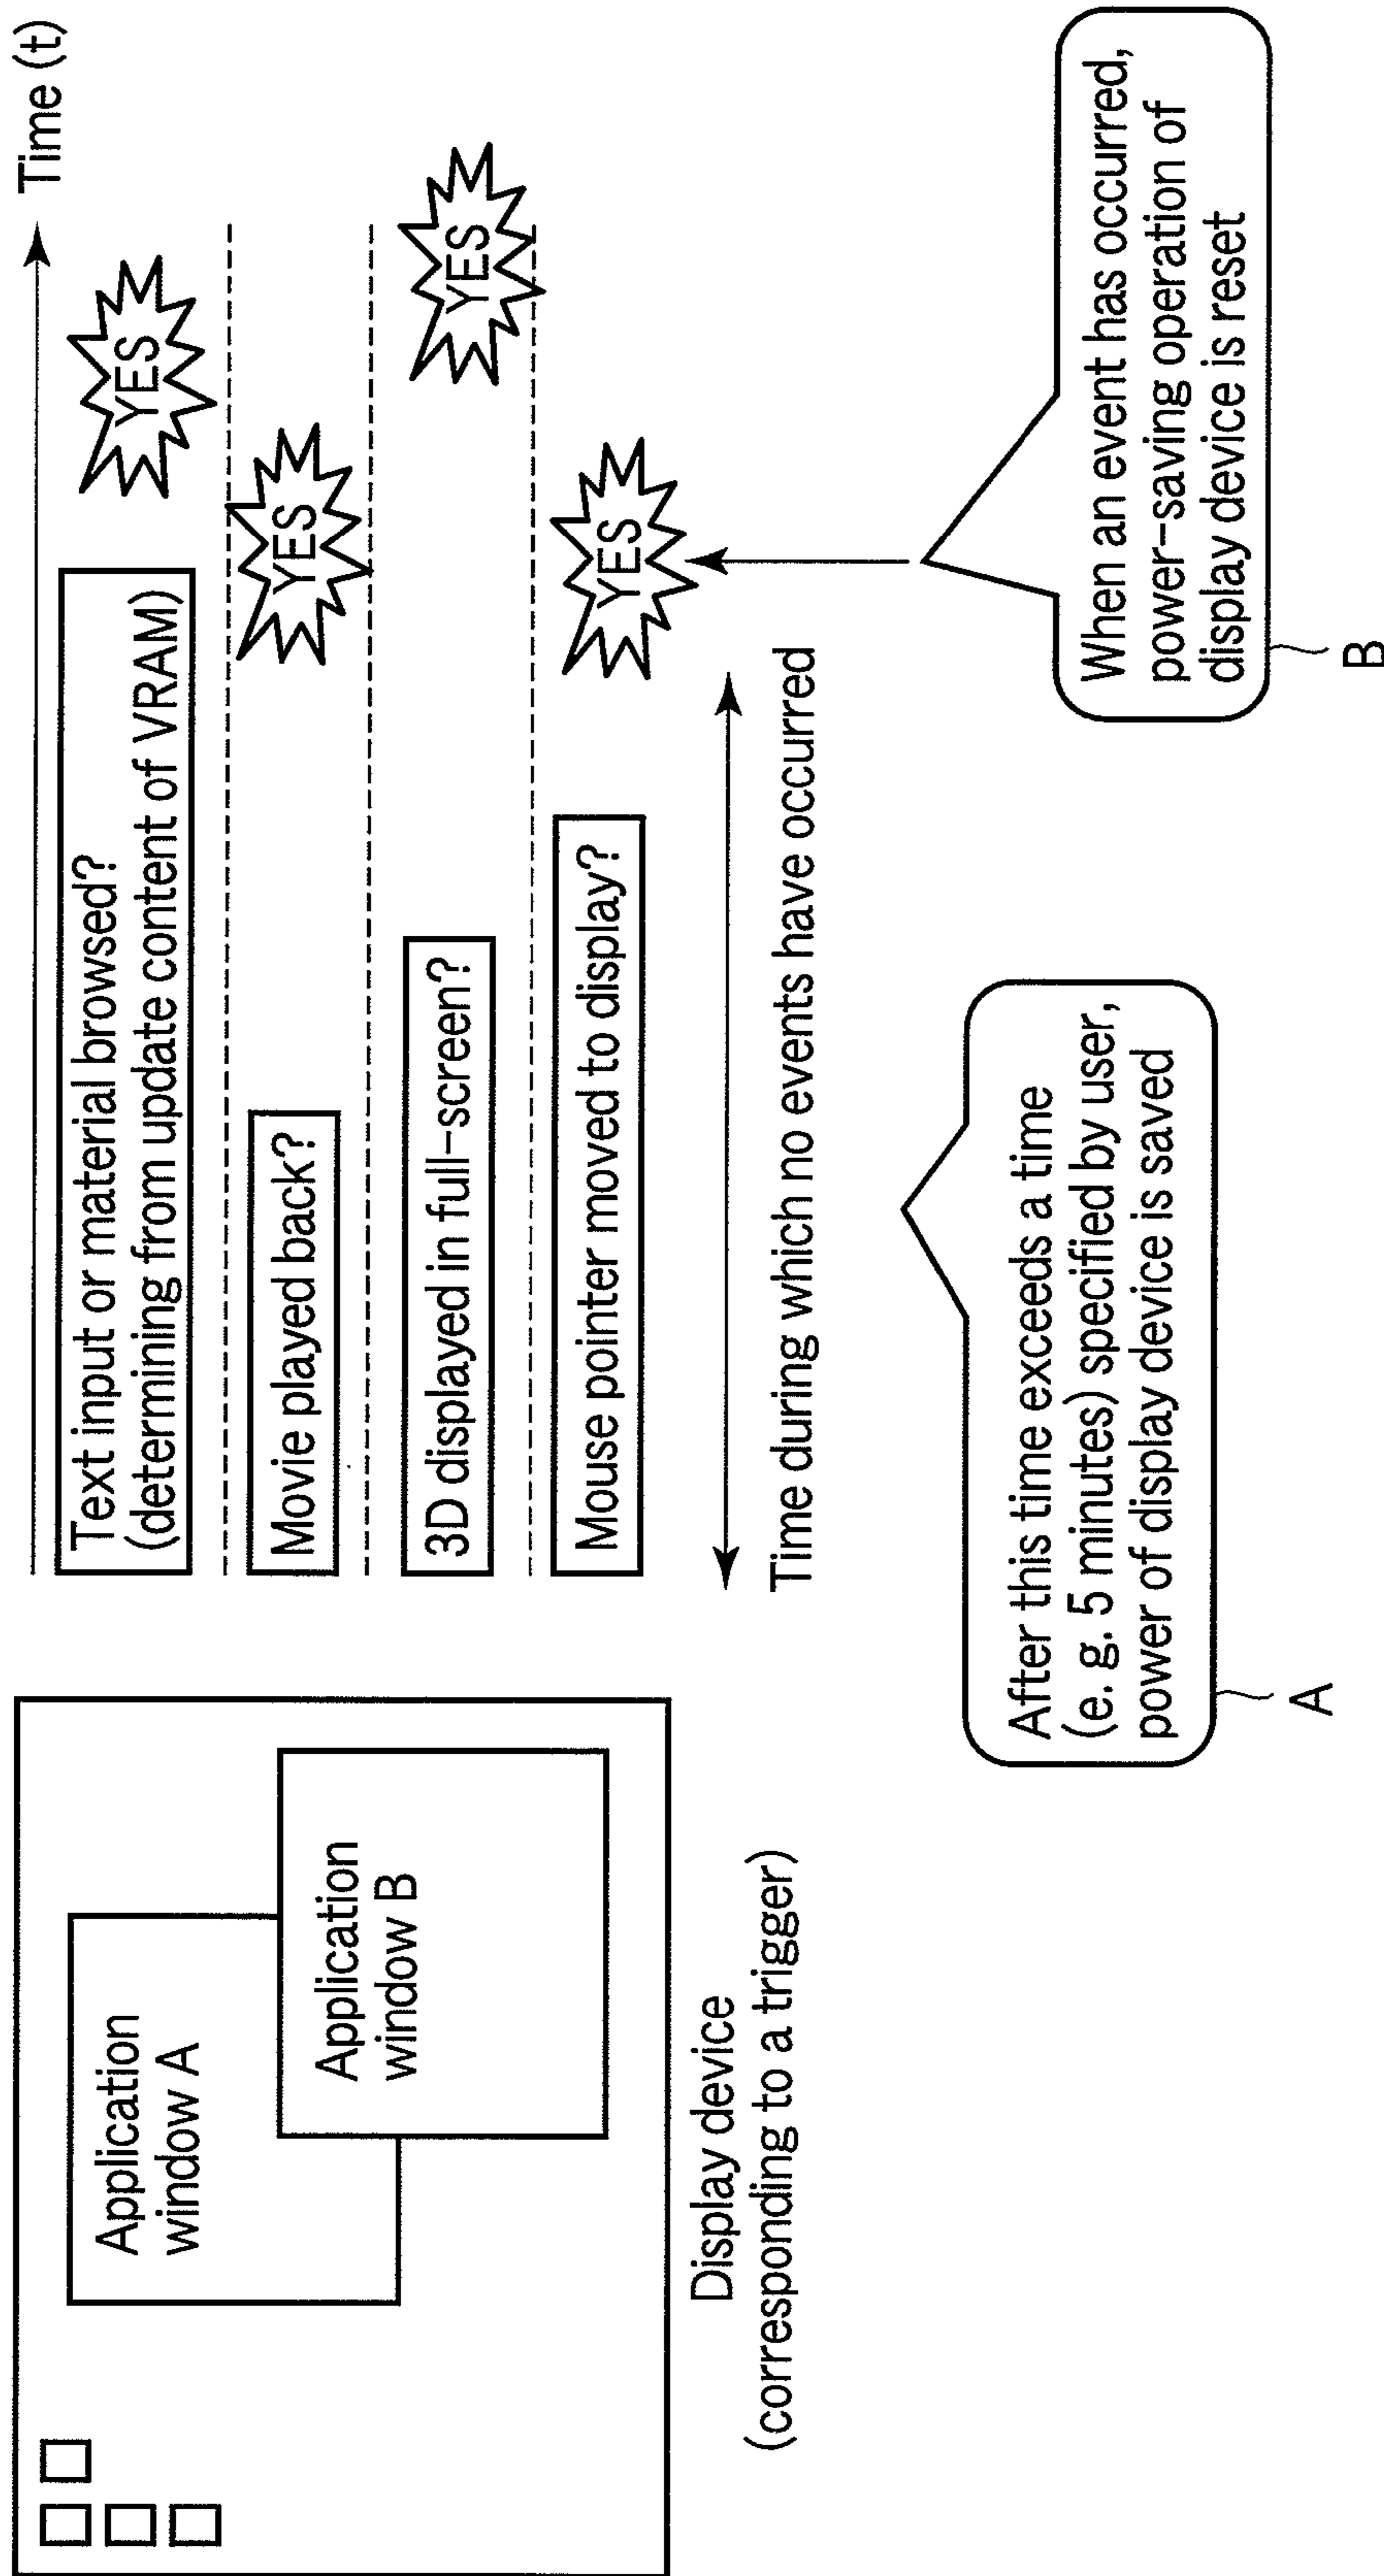 Time (t)
Text input or material browsed?
(determining from update content of VRAM)
YES
Movie played back?
YES
3D displayed in full-screen?
YES
Mouse pointer moved to display?
YES
Time during which no events have occurred
Application
window A
Application
window B
Display device
(corresponding to a trigger)
After this time exceeds a time
(e. g. 5 minutes) specified by user,
power of display device is saved
A
When an event has occurred,
power-saving operation of
display device is reset
B